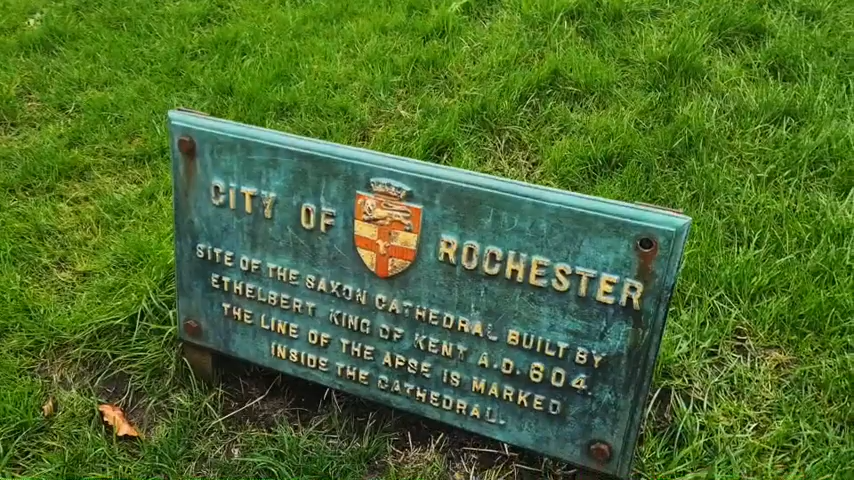 CITY OF ROCHESTER
SITE OF THE SAXON CATHEDRAL BUILT BY
ETHELBERT KING OF KENT A.D. 604
THE LINE OF THE APSE IS MARKED
INSIDE THE CATHEDRAL.